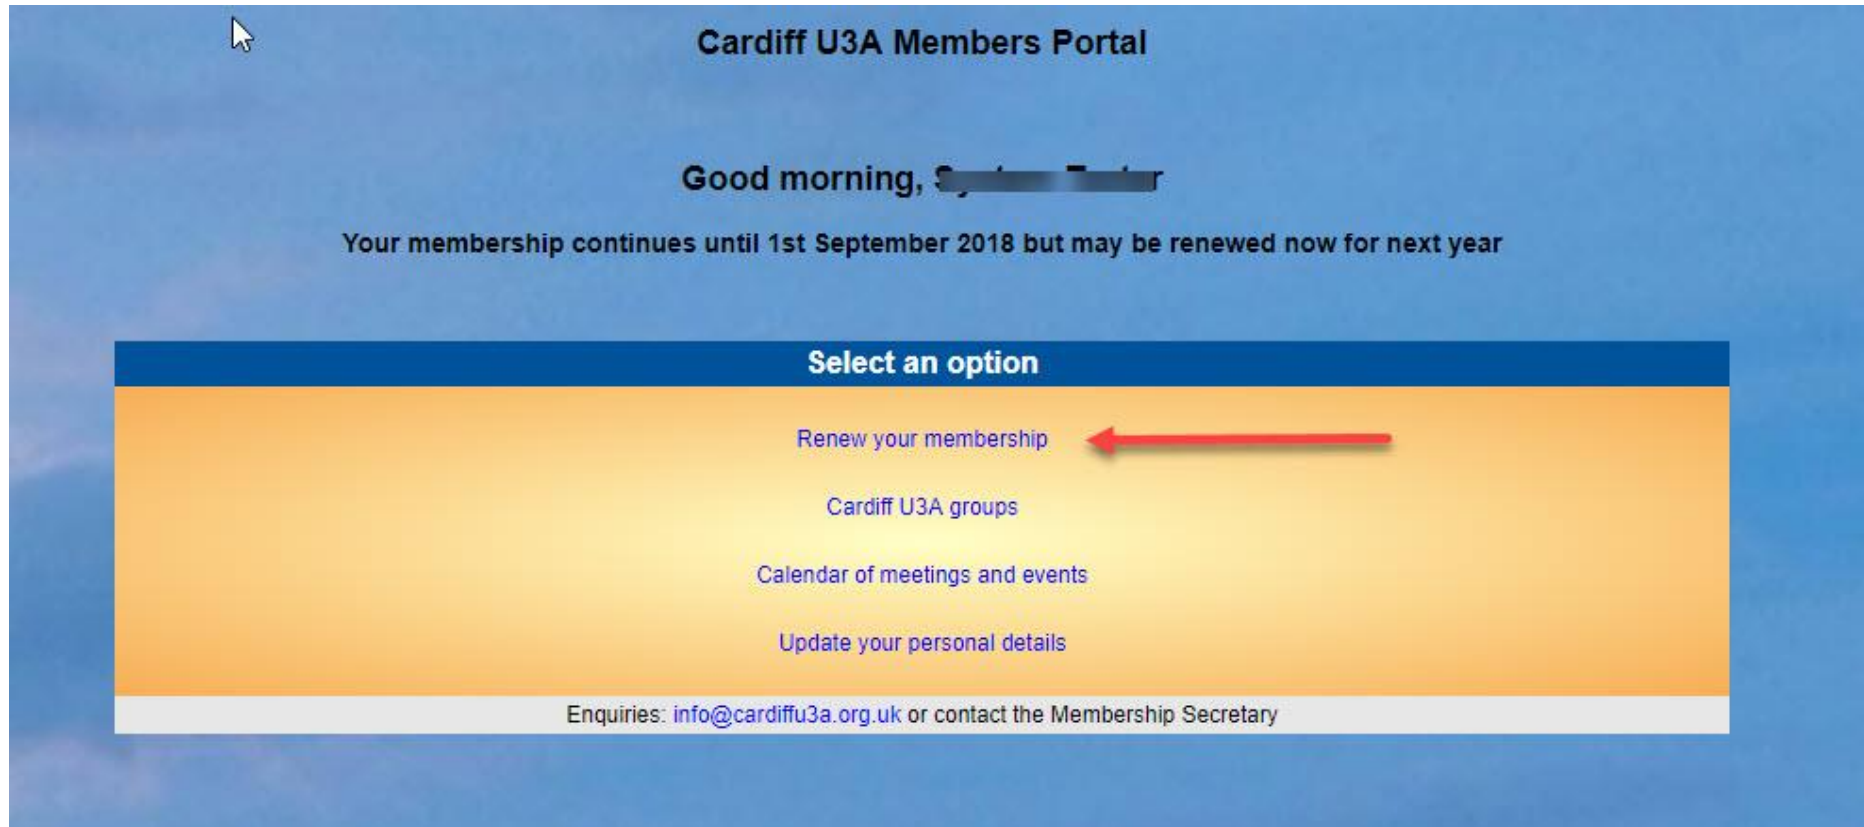 Cardiff U3A Members Portal
Good morning,
Your membership continues until 1st September 2018 but may be renewed now for next year
Select an option
Renew your membership
Cardiff U3A groups
Calendar of meetings and events
Update your personal details
Enquiries: info@cardiffu3a.org.uk or contact the Membership Secretary